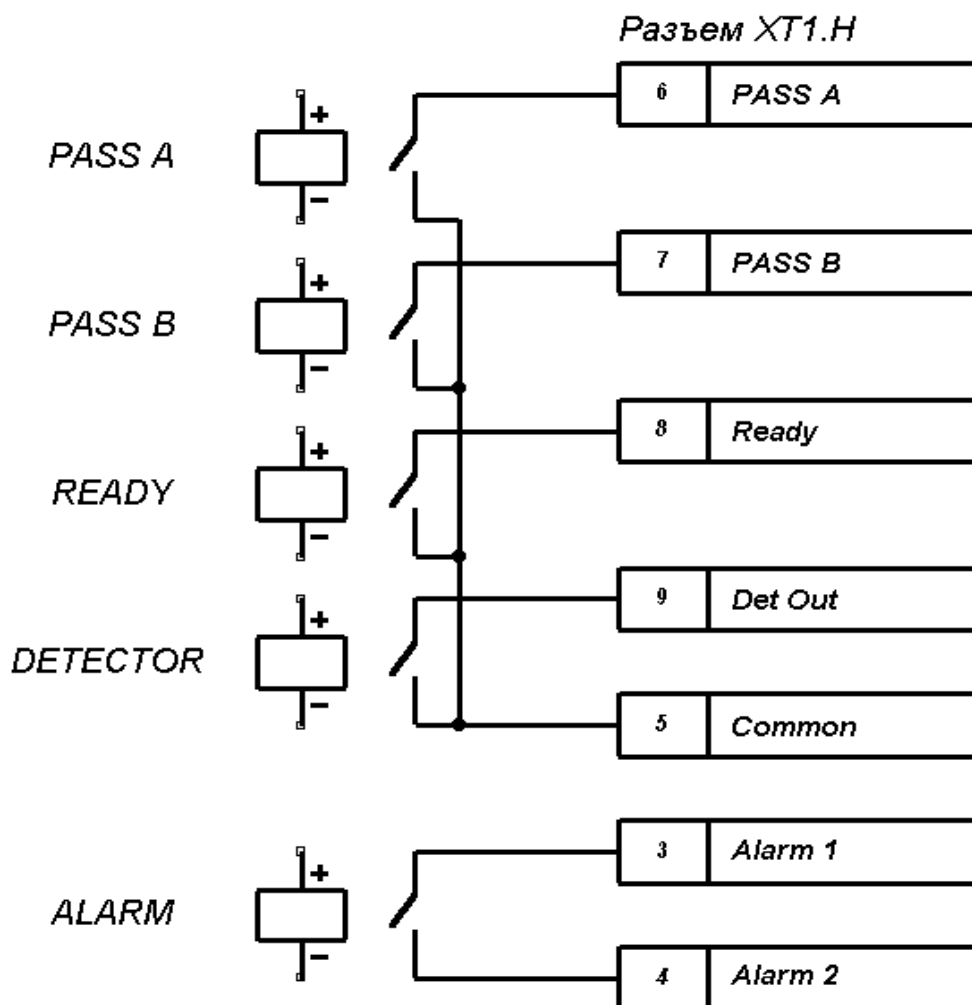 Разъем XT1.H
6 PASS A
PASS A
+
−
7 PASS B
PASS B
+
−
8 Ready
READY
+
−
9 Det Out
DETECTOR
+
−
5 Common
3 Alarm 1
ALARM
+
−
4 Alarm 2